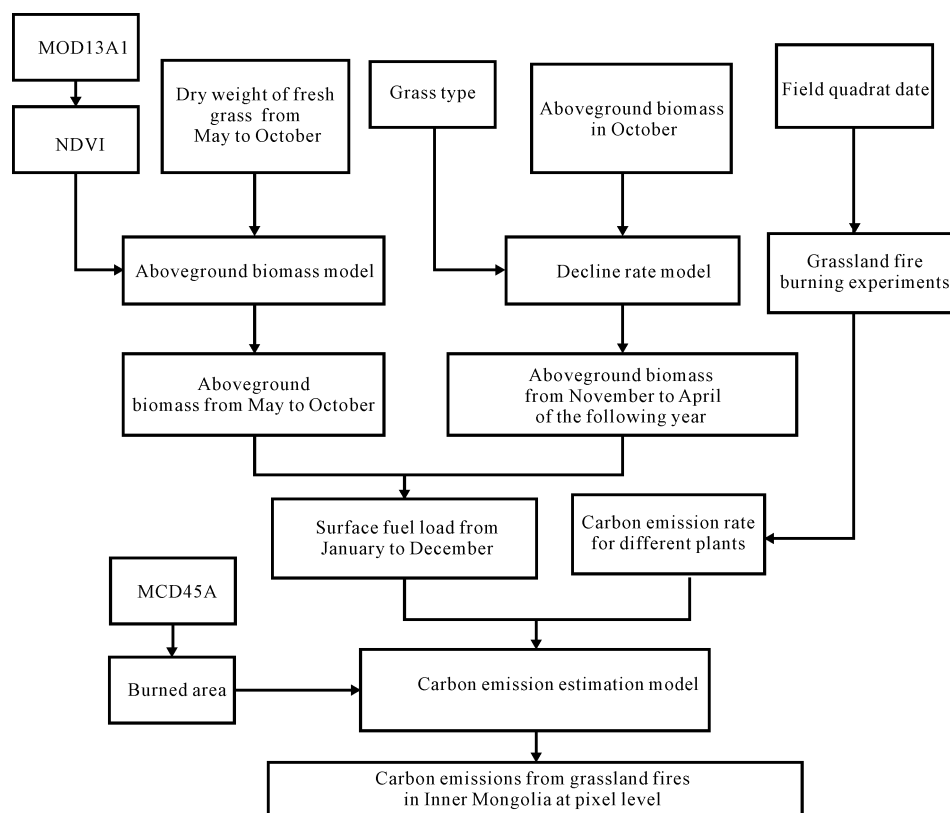 MOD13A1
NDVI
Dry weight of fresh
grass from
May to October
Grass type
Aboveground biomass
in October
Field quadrat date
Aboveground biomass model
Decline rate model
Grassland fire
burning experiments
Aboveground
biomass from May to October
Aboveground biomass
from November to April
of the following year
Surface fuel load from
January to December
Carbon emission rate
for different plants
MCD45A
Burned area
Carbon emission estimation model
Carbon emissions from grassland fires
in Inner Mongolia at pixel level